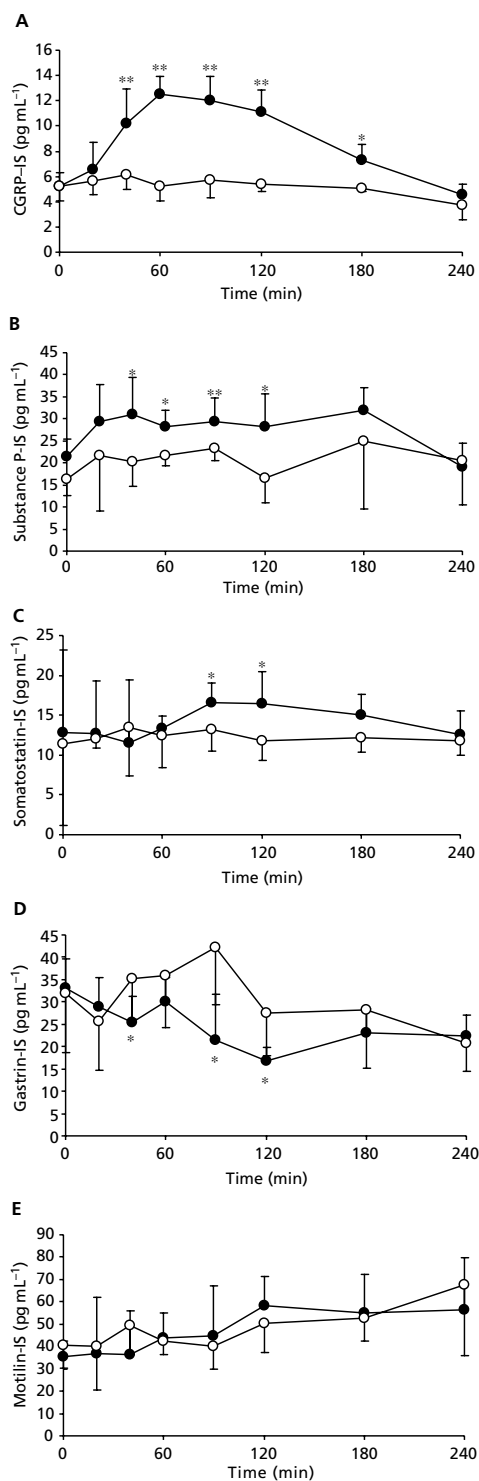 A
CGRP–IS (pg mL⁻¹)
16
14
12
10
8
6
4
2
0
** ** ** ** *
0 60 120 180 240
Time (min)
B
Substance P-IS (pg mL⁻¹)
45
40
35
30
25
20
15
10
5
0
* * ** *
0 60 120 180 240
Time (min)
C
Somatostatin-IS (pg mL⁻¹)
25
20
15
10
5
0
* *
0 60 120 180 240
Time (min)
D
Gastrin-IS (pg mL⁻¹)
45
40
35
30
25
20
15
10
5
0
* * *
0 60 120 180 240
Time (min)
E
Motilin-IS (pg mL⁻¹)
90
80
70
60
50
40
30
20
10
0
0 60 120 180 240
Time (min)